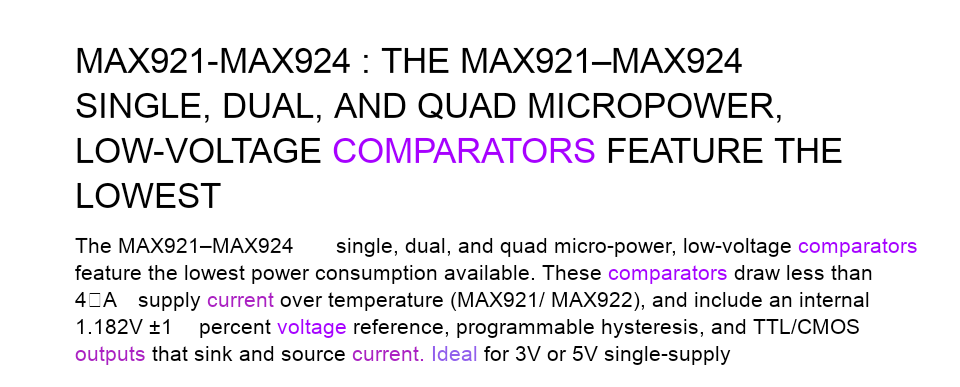 MAX921-MAX924 : THE MAX921–MAX924
SINGLE, DUAL, AND QUAD MICROPOWER,
LOW-VOLTAGE COMPARATORS FEATURE THE
LOWEST
The MAX921–MAX924 single, dual, and quad micro-power, low-voltage comparators
feature the lowest power consumption available. These comparators draw less than
4□A supply current over temperature (MAX921/ MAX922), and include an internal
1.182V ±1 percent voltage reference, programmable hysteresis, and TTL/CMOS
outputs that sink and source current. Ideal for 3V or 5V single-supply